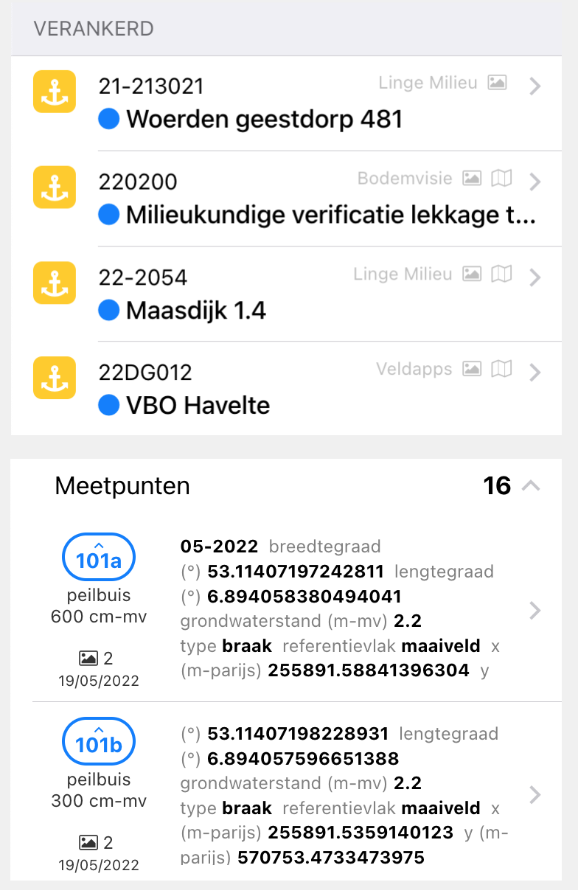 VERANKERD
21-213021
Linge Milieu
Woerden geestdorp 481
220200
Bodemvisie
Milieukundige verificatie lekkage t...
22-2054
Linge Milieu
Maasdijk 1.4
22DG012
Veldapps
VBO Havelte
Meetpunten 16
101a
peilbuis
600 cm-mv
2
19/05/2022
05-2022 breedtegraad
(°) 53.11407197242811 lengtegraad
(°) 6.894058380494041
grondwaterstand (m-mv) 2.2
type braak referentievlak maaiveld x
(m-parijs) 255891.58841396304 y
101b
peilbuis
300 cm-mv
2
19/05/2022
(°) 53.11407198228931 lengtegraad
(°) 6.894057596651388
grondwaterstand (m-mv) 2.2
type braak referentievlak maaiveld x
(m-parijs) 255891.5359140123 y (m-
parijs) 570753.4733473975